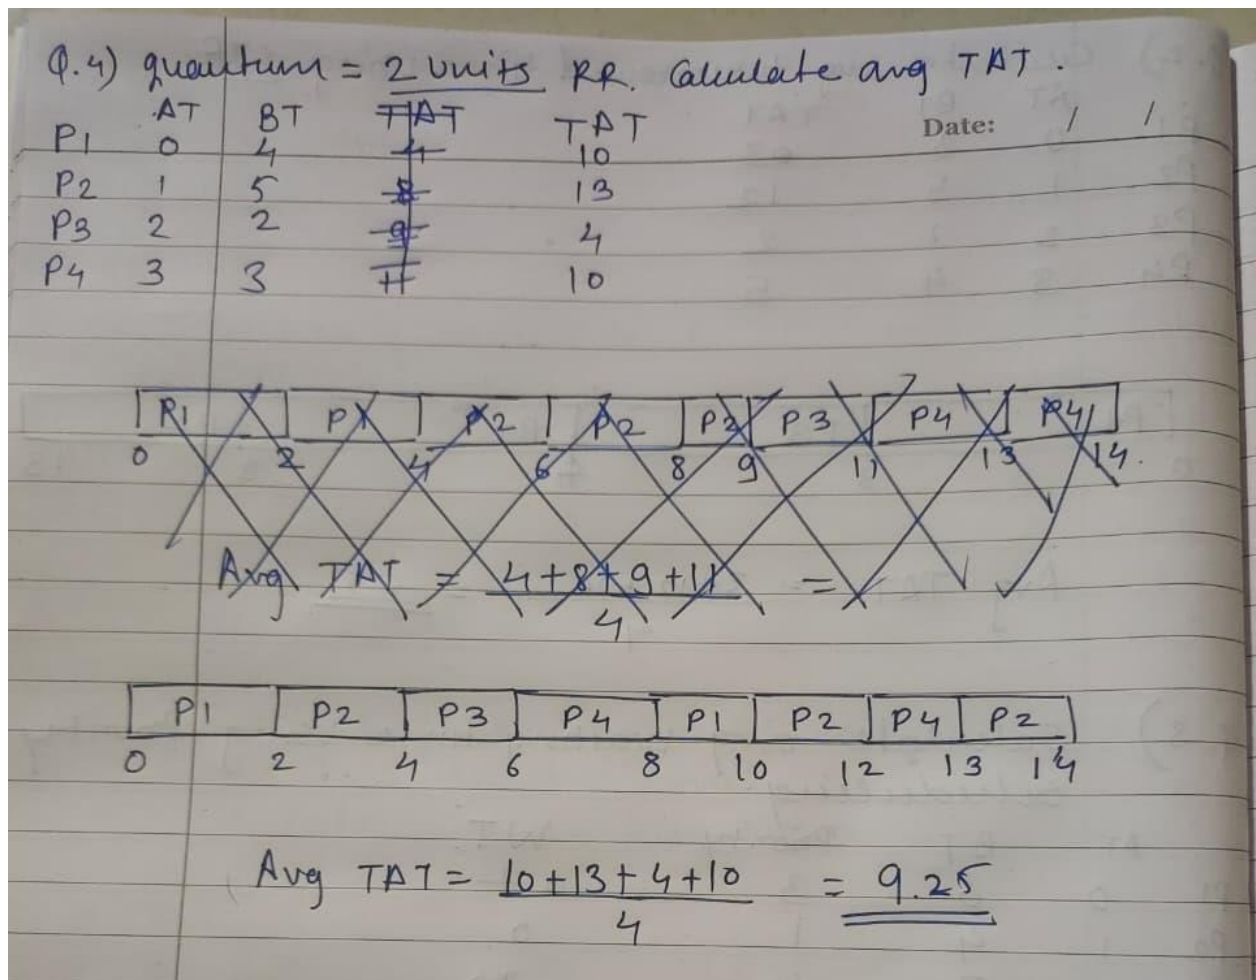 Q.4) quantum = 2 units RR. Calculate avg TAT.
AT BT TAT TAT Date: / /
P1 0 4 4 10
P2 1 5 8 13
P3 2 2 9 4
P4 3 3 11 10
P1 P1 P2 P2 P2 P3 P4 P4
0 2 4 6 8 9 11 13 14.
Avg TAT = 4+8+9+11 =
4
P1 P2 P3 P4 P1 P2 P4 P2
0 2 4 6 8 10 12 13 14
Avg TAT = 10+13+4+10 = 9.25
4